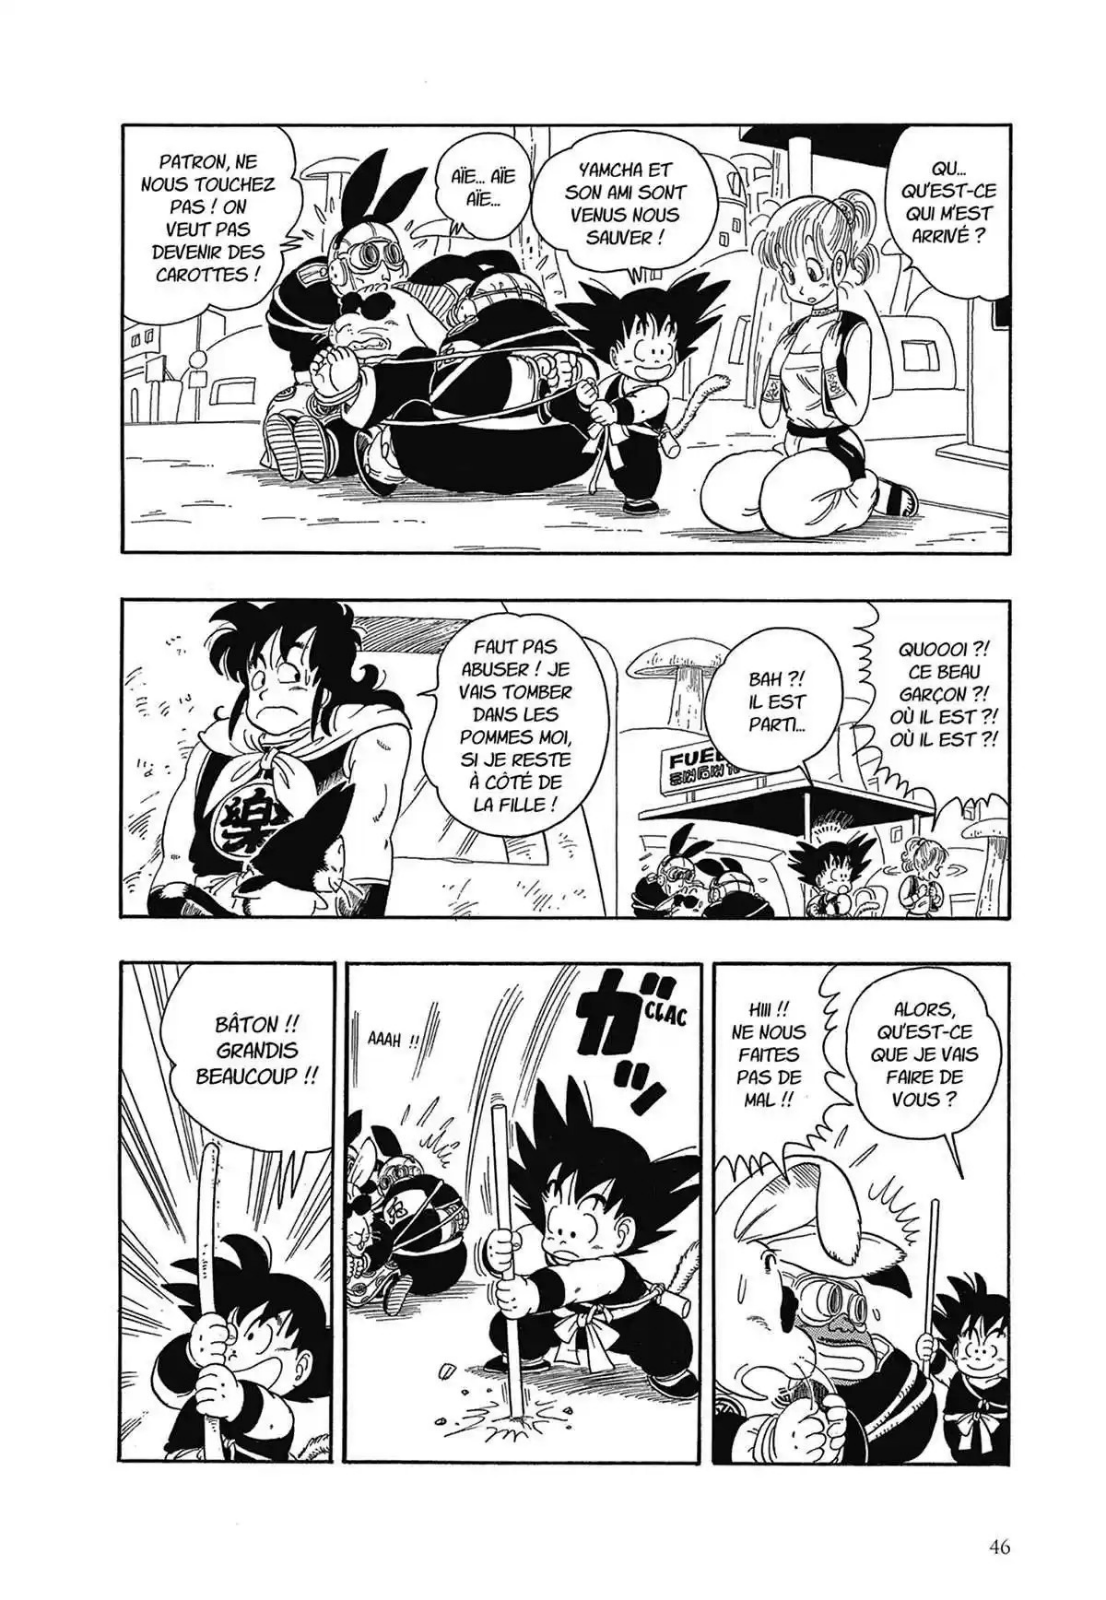 QU...
QU'EST-CE
QUI M'EST
ARRIVÉ ?
YAMCHA ET
SON AMI SONT
VENUS NOUS
SAUVER !
AÏE... AÏE
AÏE...
PATRON, NE
NOUS TOUCHEZ
PAS ! ON
VEUT PAS
DEVENIR DES
CAROTTES !
QUOOOI ?!
CE BEAU
GARÇON ?!
OÙ IL EST ?!
OÙ IL EST ?!
BAH ?!
IL EST
PARTI...
FUEL
FAUT PAS
ABUSER ! JE
VAIS TOMBER
DANS LES
POMMES MOI,
SI JE RESTE
À CÔTÉ DE
LA FILLE !
樂
ALORS,
QU'EST-CE
QUE JE VAIS
FAIRE DE
VOUS ?
HIII !!
NE NOUS
FAITES
PAS DE
MAL !!
ガッ
CLAC
AAAH !!
BÂTON !!
GRANDIS
BEAUCOUP !!
46